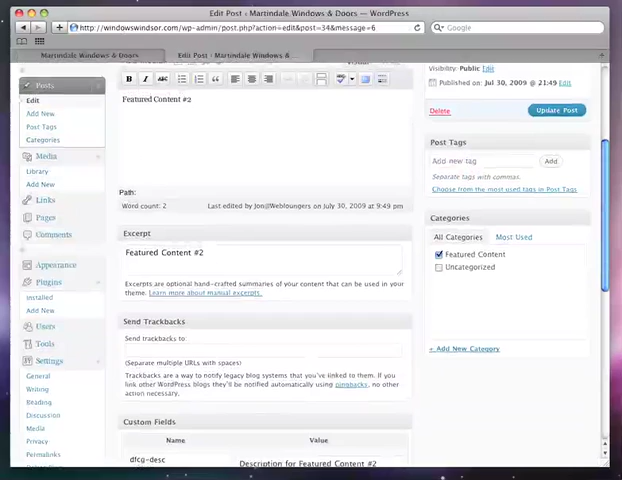 Edit Post ‹ Martindale Windows & Doors — WordPress
http://windowswindsor.com/wp-admin/post.php?action=edit&post=34&message=6
Google
Martindale Windows & Doors
Edit Post ‹ Martindale Windows & ...
Posts
Edit
Add New
Post Tags
Categories
Media
Library
Add New
Links
Pages
Comments
Appearance
Plugins
Installed
Add New
Users
Tools
Settings
General
Writing
Reading
Discussion
Media
Privacy
Permalinks
B I ABC
Featured Content #2
Path:
Word count: 2 Last edited by Jon@Webloungers on July 30, 2009 at 9:49 pm
Excerpt
Featured Content #2
Excerpts are optional hand-crafted summaries of your content that can be used in your
theme. Learn more about manual excerpts.
Send Trackbacks
Send trackbacks to:
(Separate multiple URLs with spaces)
Trackbacks are a way to notify legacy blog systems that you've linked to them. If you
link other WordPress blogs they'll be notified automatically using pingbacks, no other
action necessary.
Custom Fields
Name Value
dfcg-desc Description for Featured Content #2
Visibility: Public Edit
Published on: Jul 30, 2009 @ 21:49 Edit
Delete Update Post
Post Tags
Add new tag Add
Separate tags with commas.
Choose from the most used tags in Post Tags
Categories
All Categories Most Used
Featured Content
Uncategorized
+ Add New Category